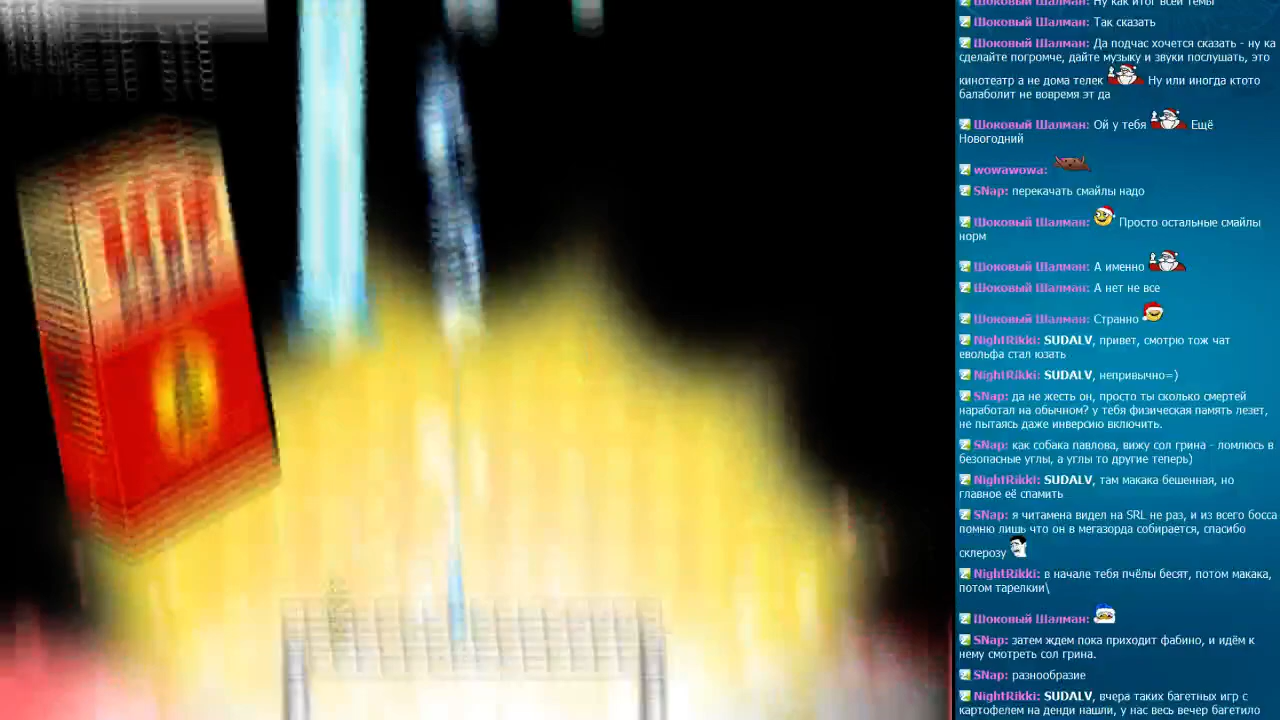 Шоковый Шалман: Ну как итог всей темы
Шоковый Шалман: Так сказать
Шоковый Шалман: Да подчас хочется сказать - ну ка
сделайте погромче, дайте музыку и звуки послушать, это
кинотеатр а не дома телек Ну или иногда ктото
балаболит не вовремя эт да
Шоковый Шалман: Ой у тебя Ещё
Новогодний
wowawowa:
SNap: перекачать смайлы надо
Шоковый Шалман: Просто остальные смайлы
норм
Шоковый Шалман: А именно
Шоковый Шалман: А нет не все
Шоковый Шалман: Странно
NightRikki: SUDALV, привет, смотрю тож чат
евольфа стал юзать
NightRikki: SUDALV, непривычно=)
SNap: да не жесть он, просто ты сколько смертей
наработал на обычном? у тебя физическая память лезет,
не пытаясь даже инверсию включить.
SNap: как собака павлова, вижу сол грина - ломлюсь в
безопасные углы, а углы то другие теперь)
NightRikki: SUDALV, там макака бешенная, но
главное её спамить
SNap: я читамена видел на SRL не раз, и из всего босса
помню лишь что он в мегазорда собирается, спасибо
склерозу
NightRikki: в начале тебя пчёлы бесят, потом макака,
потом тарелкии\
Шоковый Шалман:
SNap: затем ждем пока приходит фабино, и идём к
нему смотреть сол грина.
SNap: разнообразие
NightRikki: SUDALV, вчера таких багетных игр с
картофелем на денди нашли, у нас весь вечер багетило